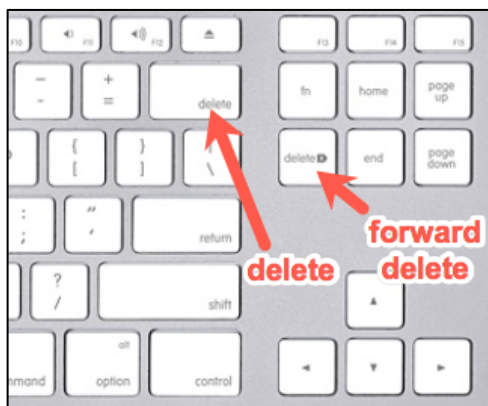 F10 F11 F12 F13 F14 F15
- + delete fn home page up
- =
{ } delete end page down
[ ] \
: " return
; '
delete forward delete
? shift
/
alt
command option control